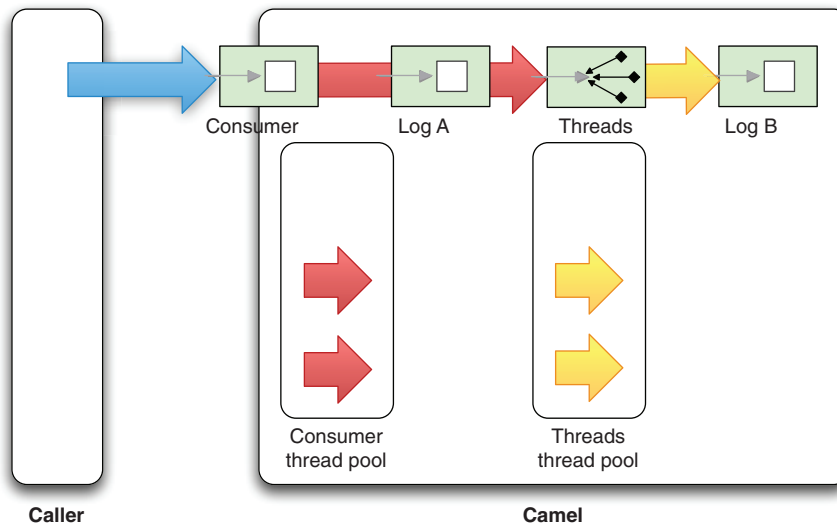 Consumer
Log A
Threads
Log B
Consumer
thread pool
Threads
thread pool
Caller
Camel